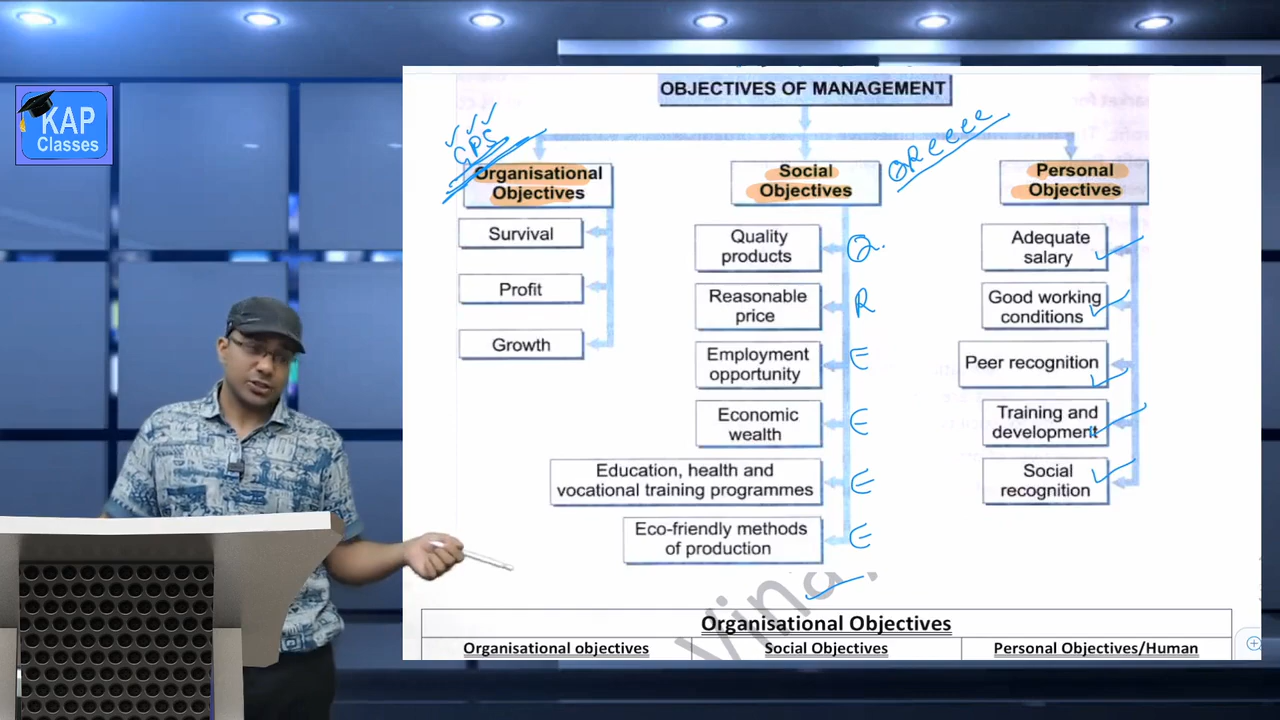 KAP
Classes
OBJECTIVES OF MANAGEMENT
GPS
QReeee
Organisational
Objectives
Survival
Profit
Growth
Social
Objectives
Quality
products
Q.
Reasonable
price
R
Employment
opportunity
E
Economic
wealth
E
Education, health and
vocational training programmes
E
Eco-friendly methods
of production
E
Personal
Objectives
Adequate
salary
Good working
conditions
Peer recognition
Training and
development
Social
recognition
Organisational Objectives
Organisational objectives
Social Objectives
Personal Objectives/Human